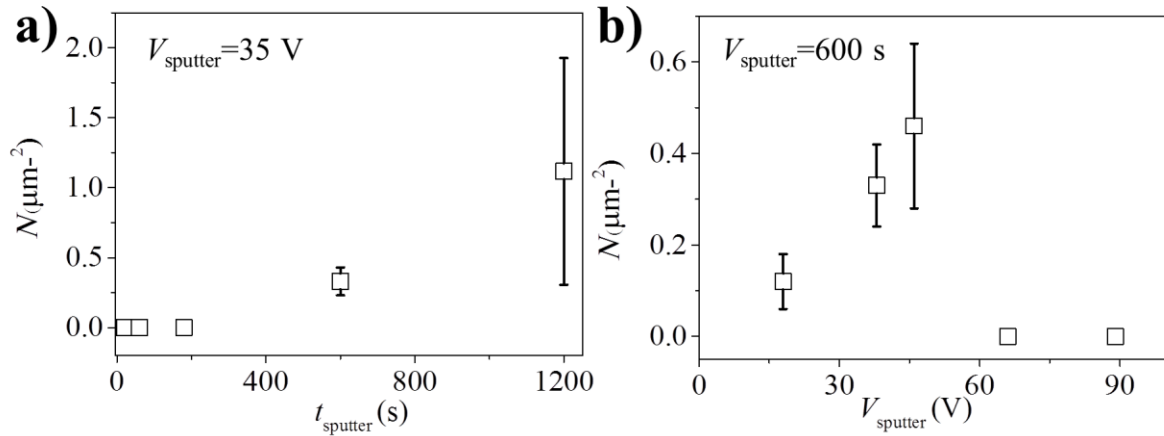 a)
V_sputter=35 V
N(μm-²)
2.0
1.5
1.0
0.5
0.0
0 400 800 1200
t_sputter (s)
b)
V_sputter=600 s
N(μm-²)
0.6
0.4
0.2
0.0
0 30 60 90
V_sputter (V)